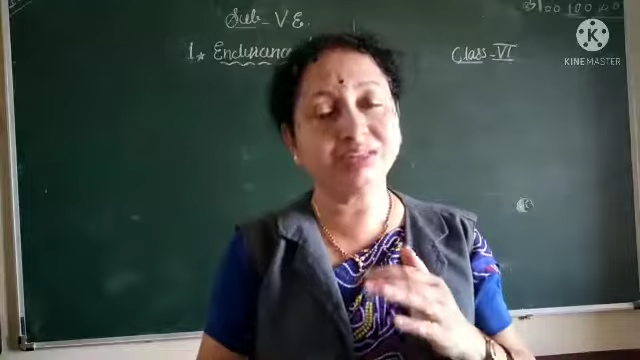 Sub- V E.
1. Endurance
Class - VI
K
KINEMASTER